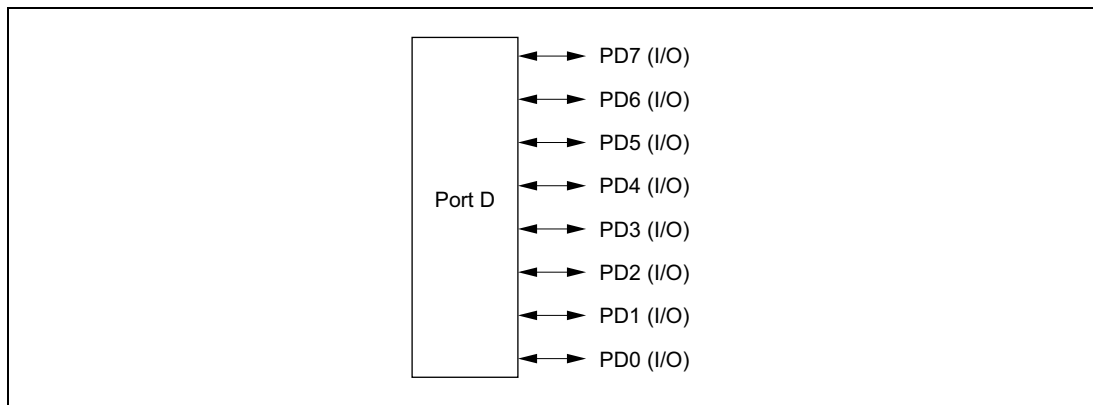 PD7 (I/O)
PD6 (I/O)
PD5 (I/O)
PD4 (I/O)
Port D
PD3 (I/O)
PD2 (I/O)
PD1 (I/O)
PD0 (I/O)